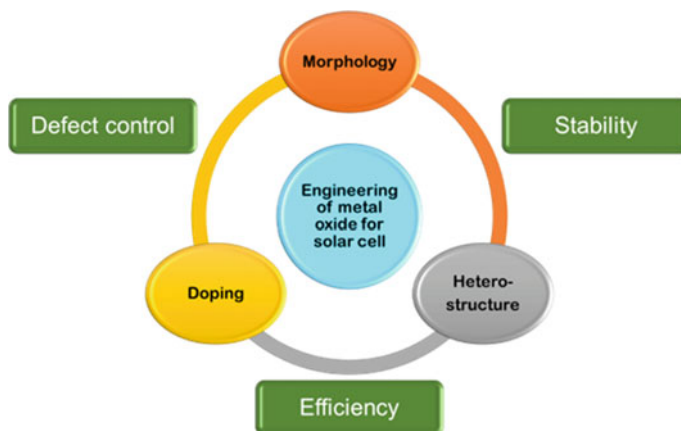 Morphology
Defect control
Stability
Engineering
of metal
oxide for
solar cell
Doping
Hetero-
structure
Efficiency